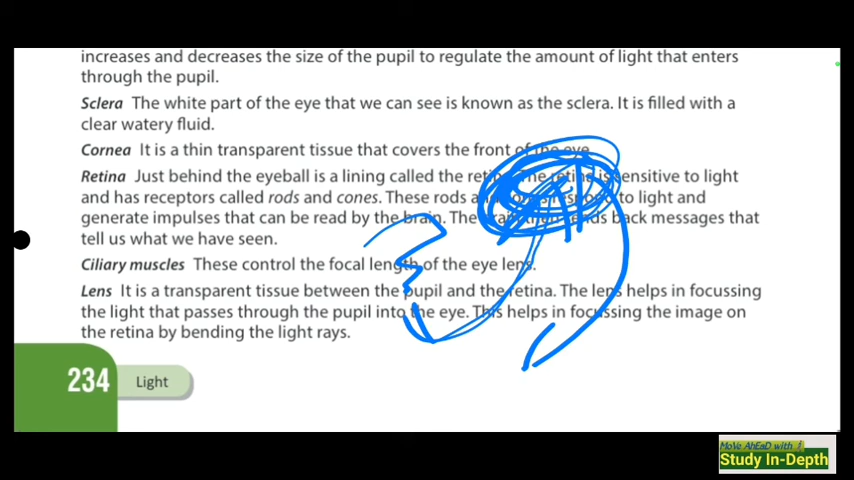 increases and decreases the size of the pupil to regulate the amount of light that enters
through the pupil.
Sclera The white part of the eye that we can see is known as the sclera. It is filled with a
clear watery fluid.
Cornea It is a thin transparent tissue that covers the front of the eye.
Retina Just behind the eyeball is a lining called the retina. The retina is sensitive to light
and has receptors called rods and cones. These rods and cones respond to light and
generate impulses that can be read by the brain. The brain then sends back messages that
tell us what we have seen.
Ciliary muscles These control the focal length of the eye lens.
Lens It is a transparent tissue between the pupil and the retina. The lens helps in focussing
the light that passes through the pupil into the eye. This helps in focussing the image on
the retina by bending the light rays.
234 Light
MoVe AhEaD with
Study In-Depth